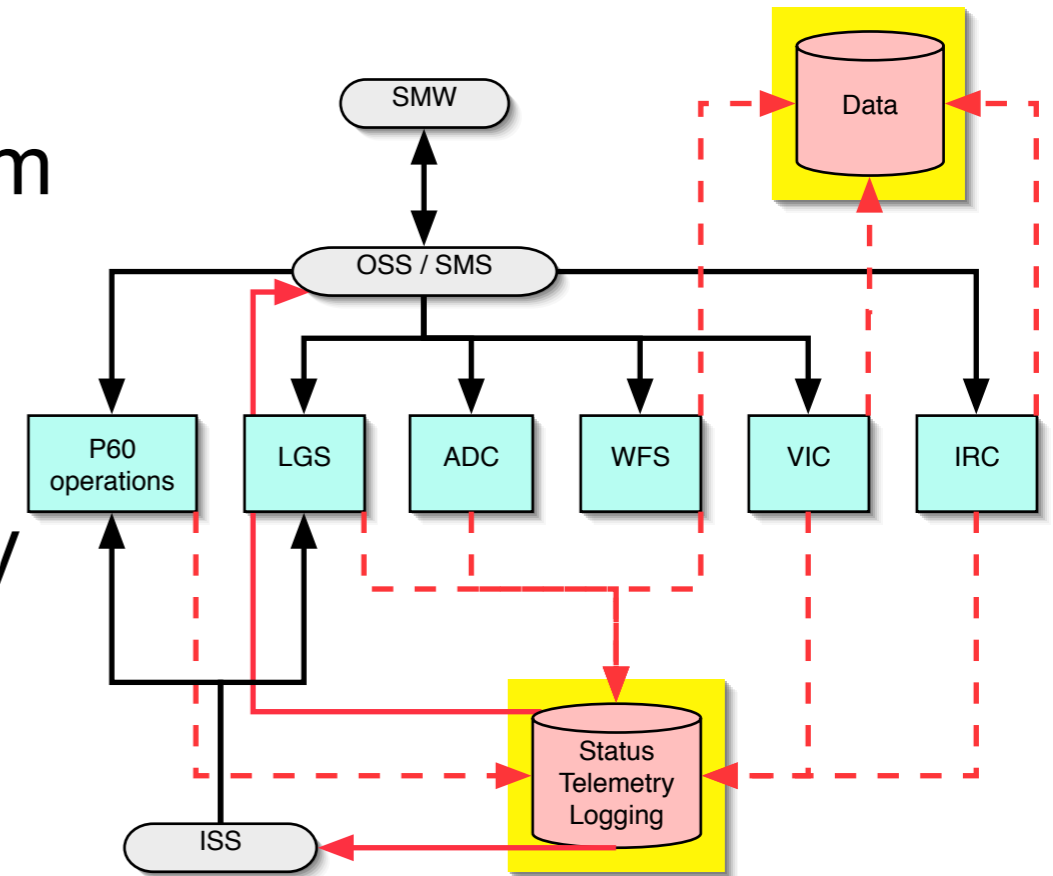 SMW
Data
m
OSS / SMS
P60
operations
LGS
ADC
WFS
VIC
IRC
y
Status
Telemetry
Logging
ISS